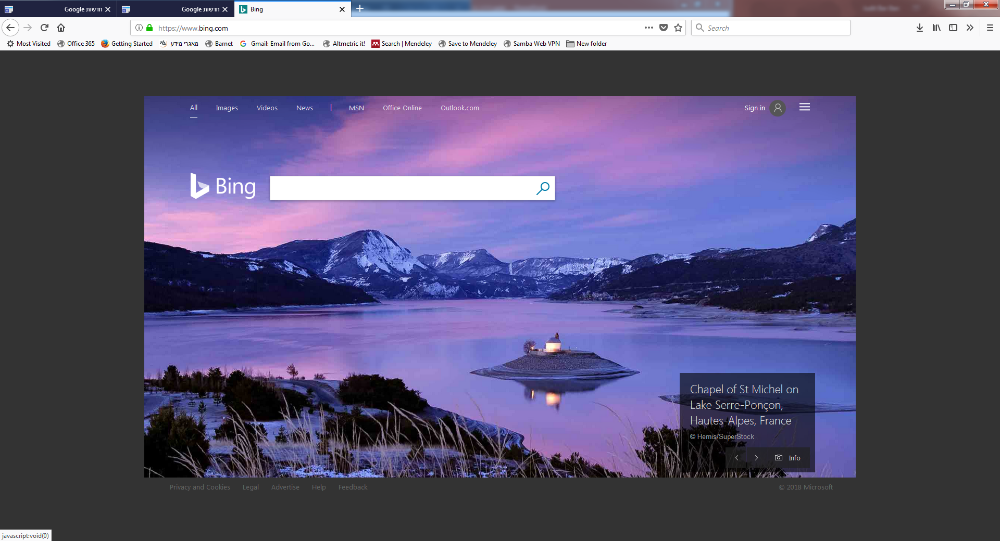 חדשות Google
חדשות Google
Bing
https://www.bing.com
Search
Most Visited
Office 365
Getting Started
מאגרי מידע
Barnet
Gmail: Email from Go...
Altmetric it!
Search | Mendeley
Save to Mendeley
Samba Web VPN
New folder
All
Images
Videos
News
|
MSN
Office Online
Outlook.com
Sign in
Bing
Chapel of St Michel on
Lake Serre-Ponçon,
Hautes-Alpes, France
© Hemis/SuperStock
Info
Privacy and Cookies
Legal
Advertise
Help
Feedback
© 2018 Microsoft
javascript:void(0)